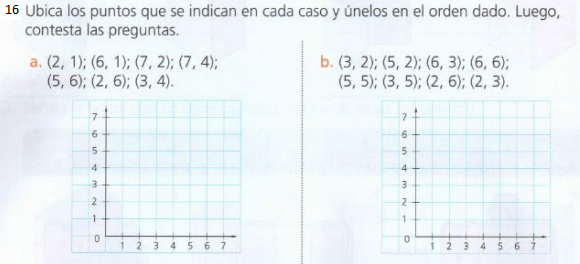 16 Ubica los puntos que se indican en cada caso y únelos en el orden dado. Luego,
contesta las preguntas.
a. (2, 1); (6, 1); (7, 2); (7, 4);
(5, 6); (2, 6); (3, 4).
7
6
5
4
3
2
1
0
1 2 3 4 5 6 7
b. (3, 2); (5, 2); (6, 3); (6, 6);
(5, 5); (3, 5); (2, 6); (2, 3).
7
6
5
4
3
2
1
0
1 2 3 4 5 6 7